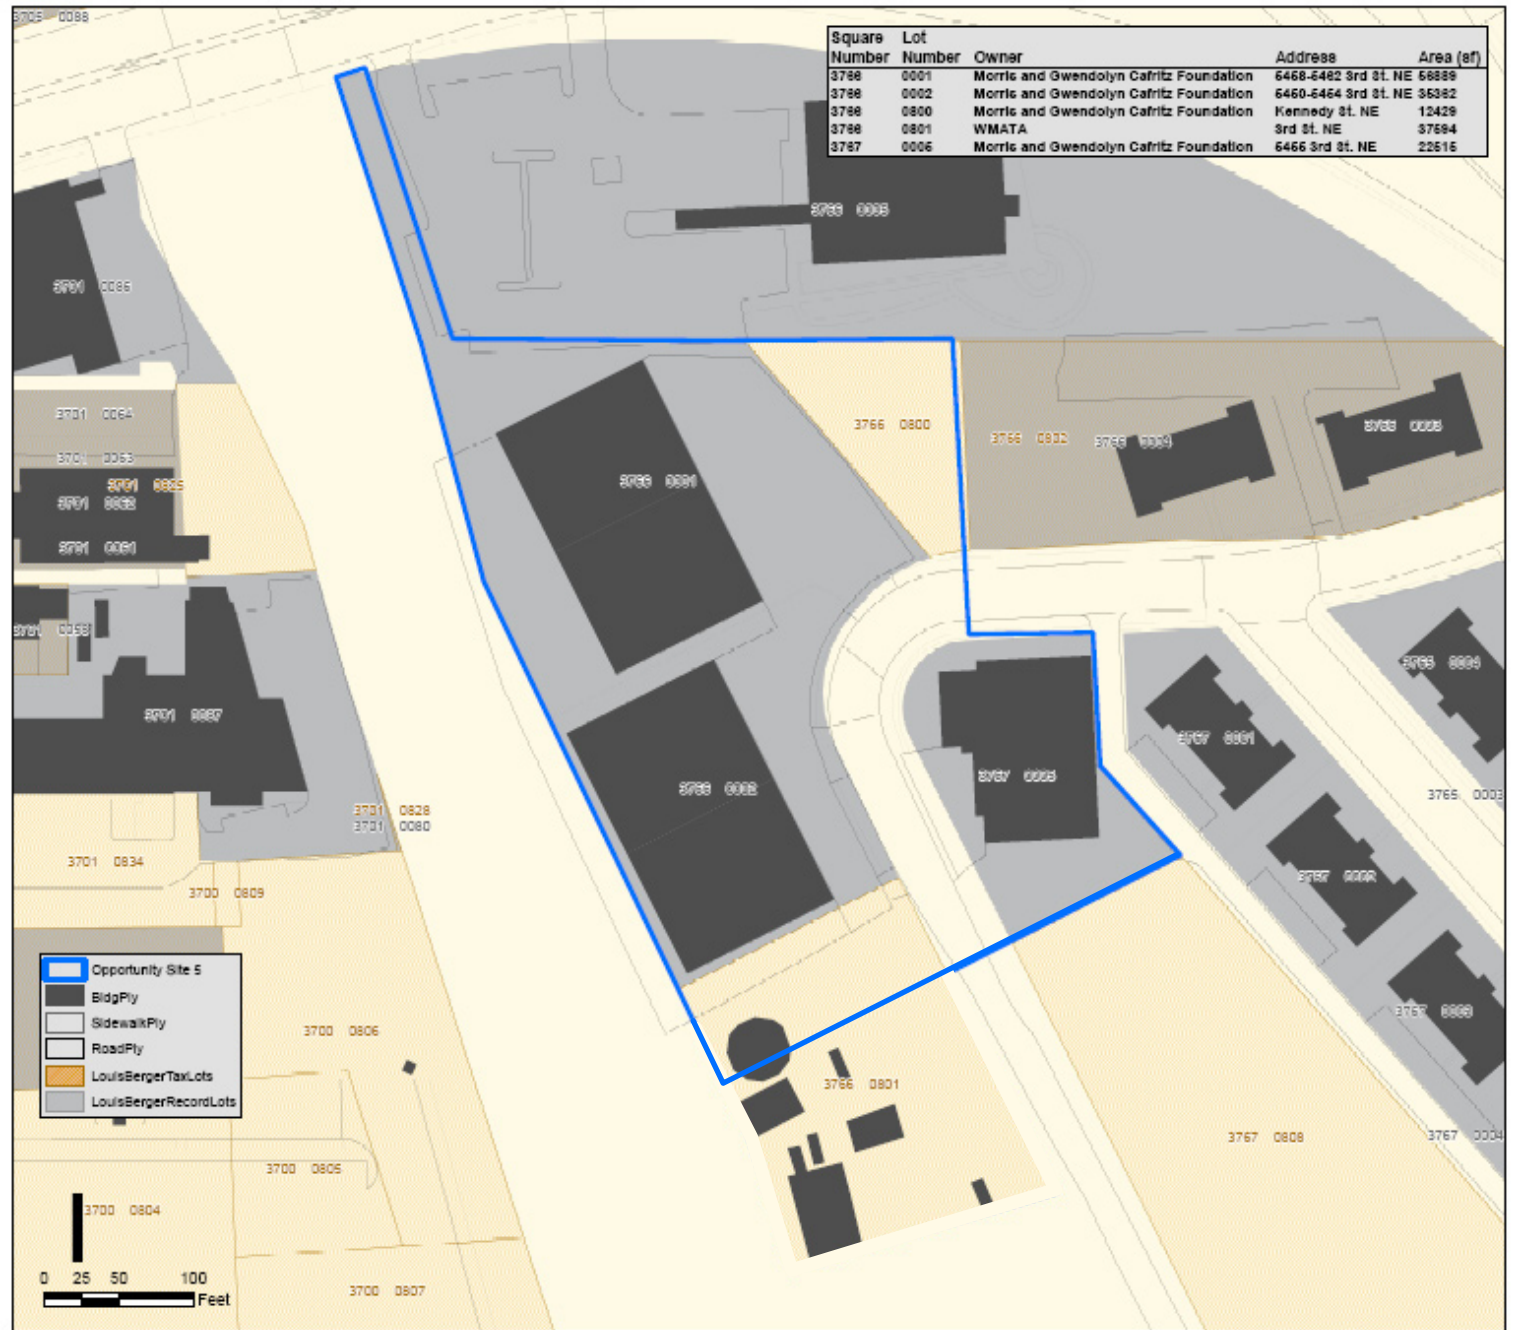 3705 0088
Square Lot
Number Number Owner Address Area (sf)
3766 0001 Morris and Gwendolyn Cafritz Foundation 5458-5462 3rd St. NE 56889
3766 0002 Morris and Gwendolyn Cafritz Foundation 5450-5454 3rd St. NE 35362
3766 0800 Morris and Gwendolyn Cafritz Foundation Kennedy St. NE 12429
3766 0801 WMATA 3rd St. NE 37594
3767 0005 Morris and Gwendolyn Cafritz Foundation 5455 3rd St. NE 22515
3766 0005
3701 0086
3701 0064
3701 0063
3701 0825
3701 0062
3701 0061
3766 0800
3766 0802
3766 0004
3766 0003
3766 0001
3701 0087
3766 0002
3767 0005
3767 0001
3765 0004
3765 0003
3701 0828
3701 0080
3701 0834
3700 0809
3767 0002
3767 0003
Opportunity Site 5
BldgPly
SidewalkPly
RoadPly
LouisBergerTaxLots
LouisBergerRecordLots
3700 0806
3766 0801
3767 0808
3767 0004
3700 0805
3700 0804
3700 0807
0 25 50 100
Feet